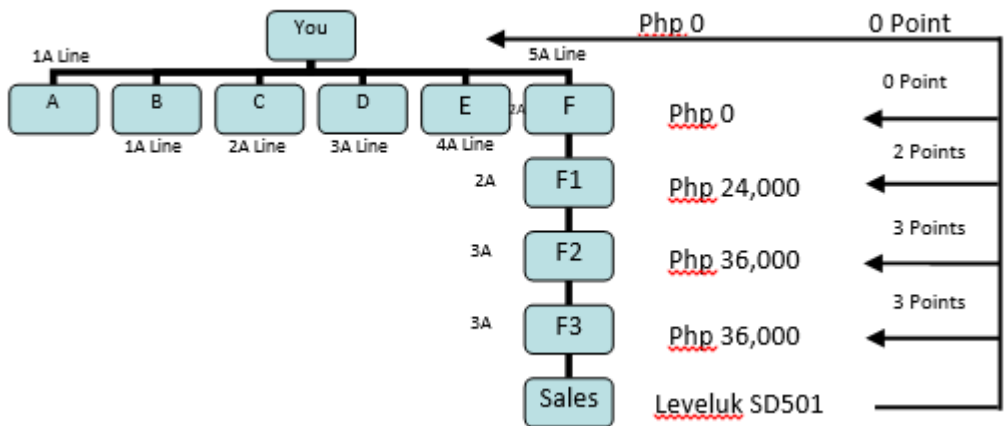 You
Php 0
0 Point
1A Line
5A Line
A
B
C
D
E
2A
F
Php 0
0 Point
1A Line
2A Line
3A Line
4A Line
2A
F1
Php 24,000
2 Points
3A
F2
Php 36,000
3 Points
3A
F3
Php 36,000
3 Points
Sales
Leveluk SD501